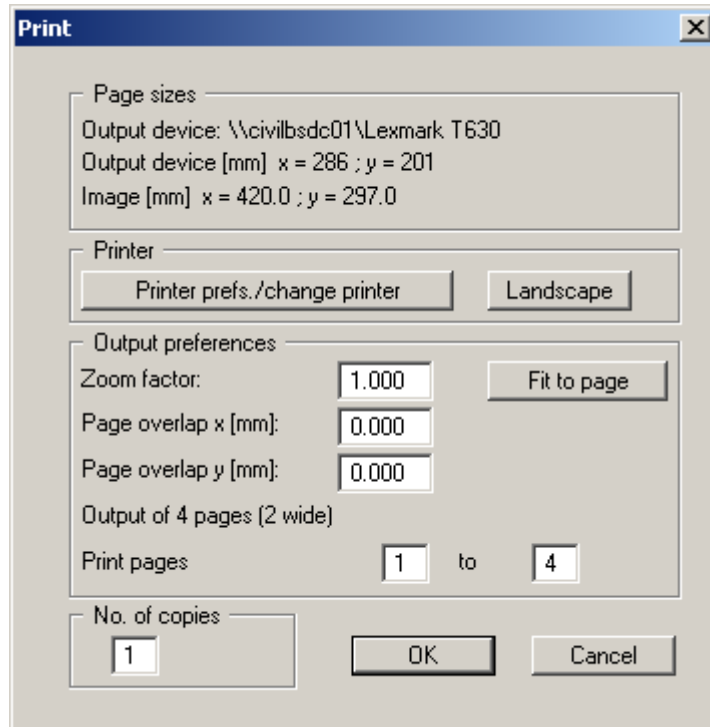 Print
Page sizes
Output device: \\civilbsdc01\Lexmark T630
Output device [mm] x = 286 ; y = 201
Image [mm] x = 420.0 ; y = 297.0
Printer
Printer prefs./change printer
Landscape
Output preferences
Zoom factor: 1.000 Fit to page
Page overlap x [mm]: 0.000
Page overlap y [mm]: 0.000
Output of 4 pages (2 wide)
Print pages 1 to 4
No. of copies
1
OK
Cancel